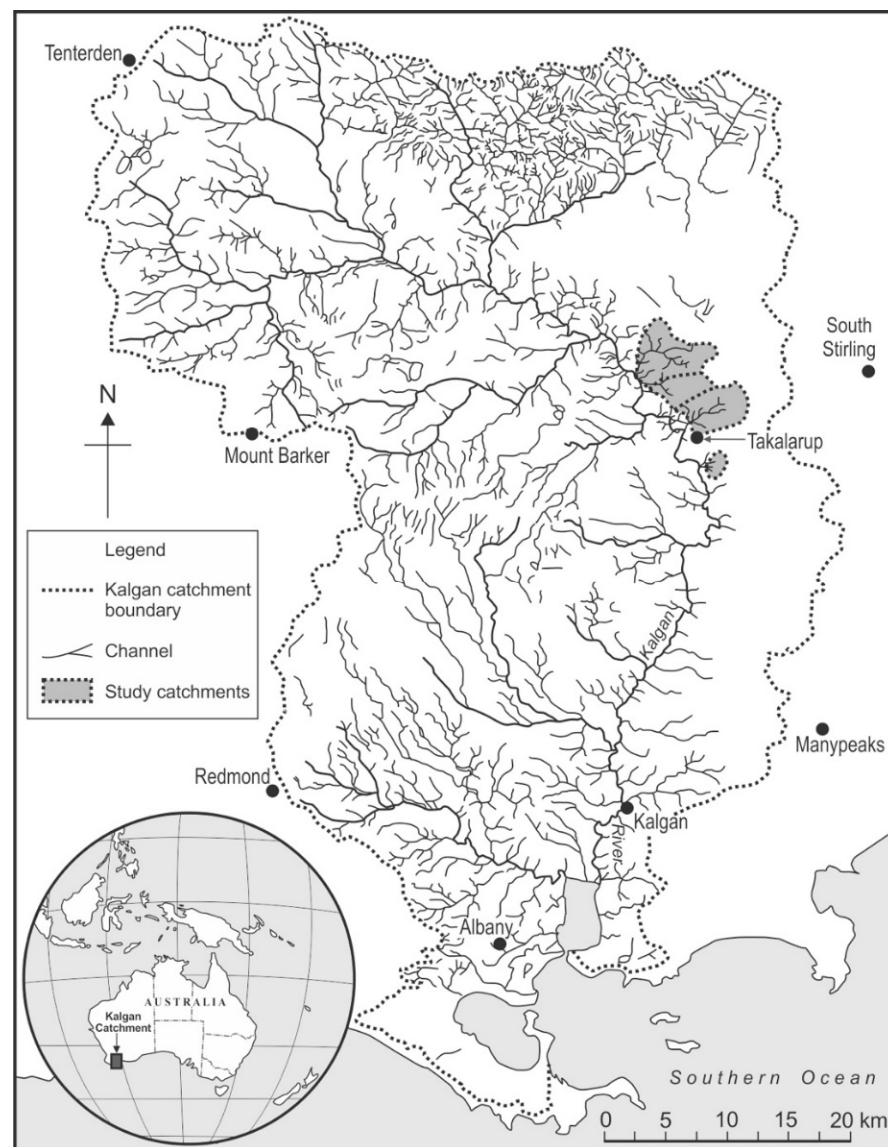 Tenterden
South
Stirling
N
Takalarup
Mount Barker
Legend
Kalgan catchment
boundary
Channel
Study catchments
Kalgan
River
Manypeaks
Redmond
Kalgan
Albany
AUSTRALIA
Kalgan
Catchment
Southern Ocean
0 5 10 20 km